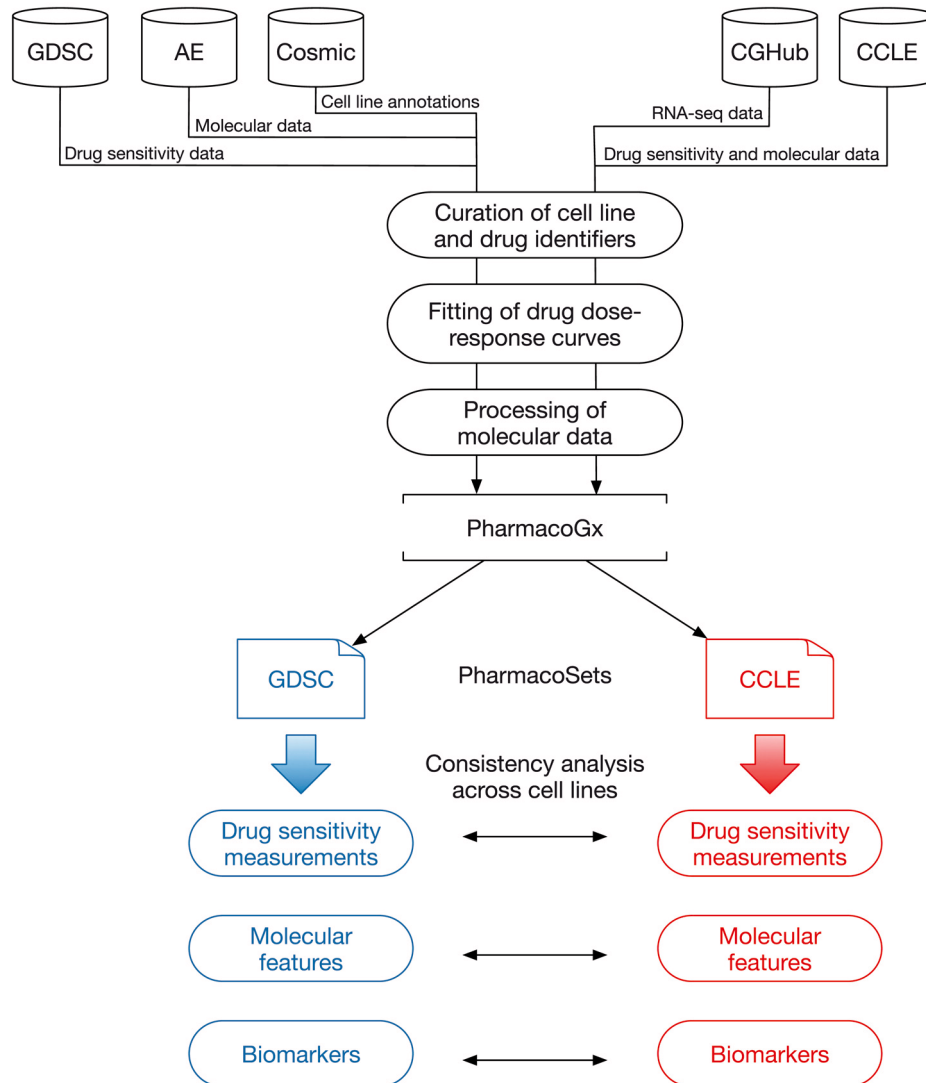 GDSC
AE
Cosmic
CGHub
CCLE
Cell line annotations
RNA-seq data
Molecular data
Drug sensitivity data
Drug sensitivity and molecular data
Curation of cell line
and drug identifiers
Fitting of drug dose-
response curves
Processing of
molecular data
PharmacoGx
GDSC
PharmacoSets
CCLE
Consistency analysis
across cell lines
Drug sensitivity
measurements
Drug sensitivity
measurements
Molecular
features
Molecular
features
Biomarkers
Biomarkers